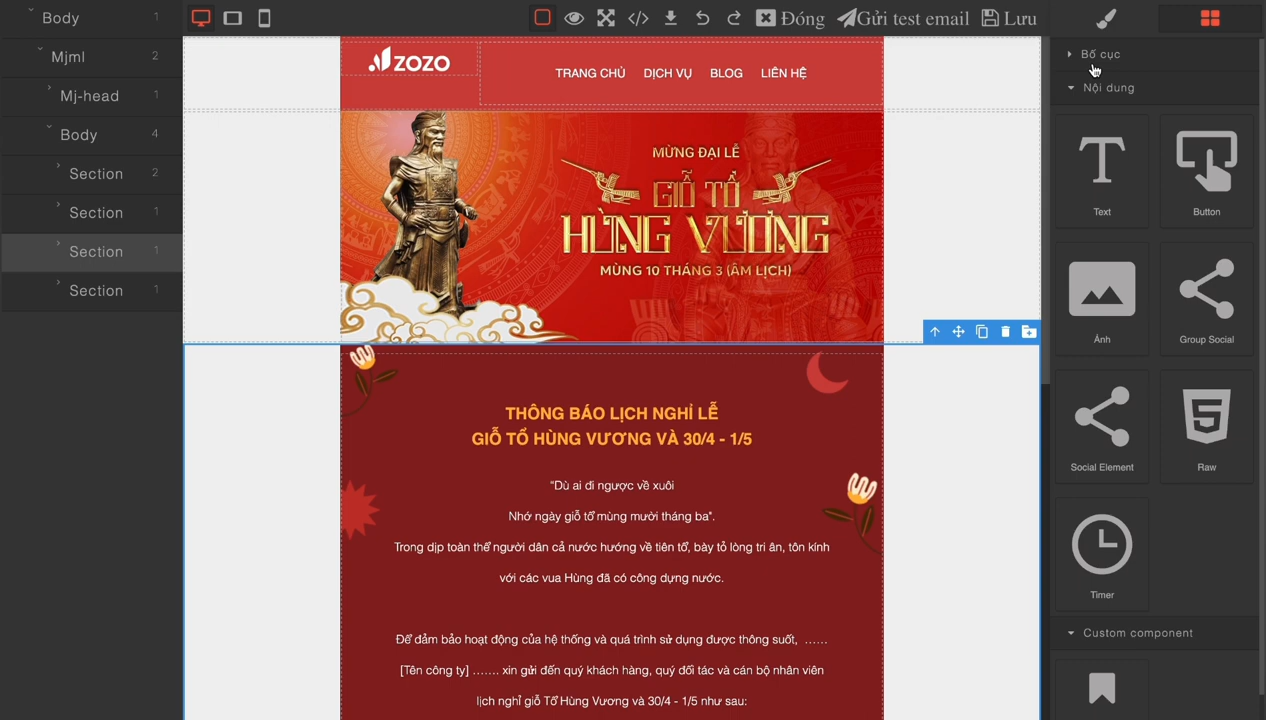 Body 1
Mjml 2
Mj-head 1
Body 4
Section 2
Section 1
Section 1
Section 1
Đóng
Gửi test email
Lưu
ZOZO
TRANG CHỦ DỊCH VỤ BLOG LIÊN HỆ
MỪNG ĐẠI LỄ
GIỖ TỔ
HÙNG VƯƠNG
MÙNG 10 THÁNG 3 (ÂM LỊCH)
THÔNG BÁO LỊCH NGHỈ LỄ
GIỖ TỔ HÙNG VƯƠNG VÀ 30/4 - 1/5
“Dù ai đi ngược về xuôi
Nhớ ngày giỗ tổ mùng mười tháng ba”.
Trong dịp toàn thể người dân cả nước hướng về tiên tổ, bày tỏ lòng tri ân, tôn kính
với các vua Hùng đã có công dựng nước.
Để đảm bảo hoạt động của hệ thống và quá trình sử dụng được thông suốt, ……
[Tên công ty] ……. xin gửi đến quý khách hàng, quý đối tác và cán bộ nhân viên
lịch nghỉ giỗ Tổ Hùng Vương và 30/4 - 1/5 như sau:
Bố cục
Nội dung
Text
Button
Ảnh
Group Social
Social Element
Raw
Timer
Custom component